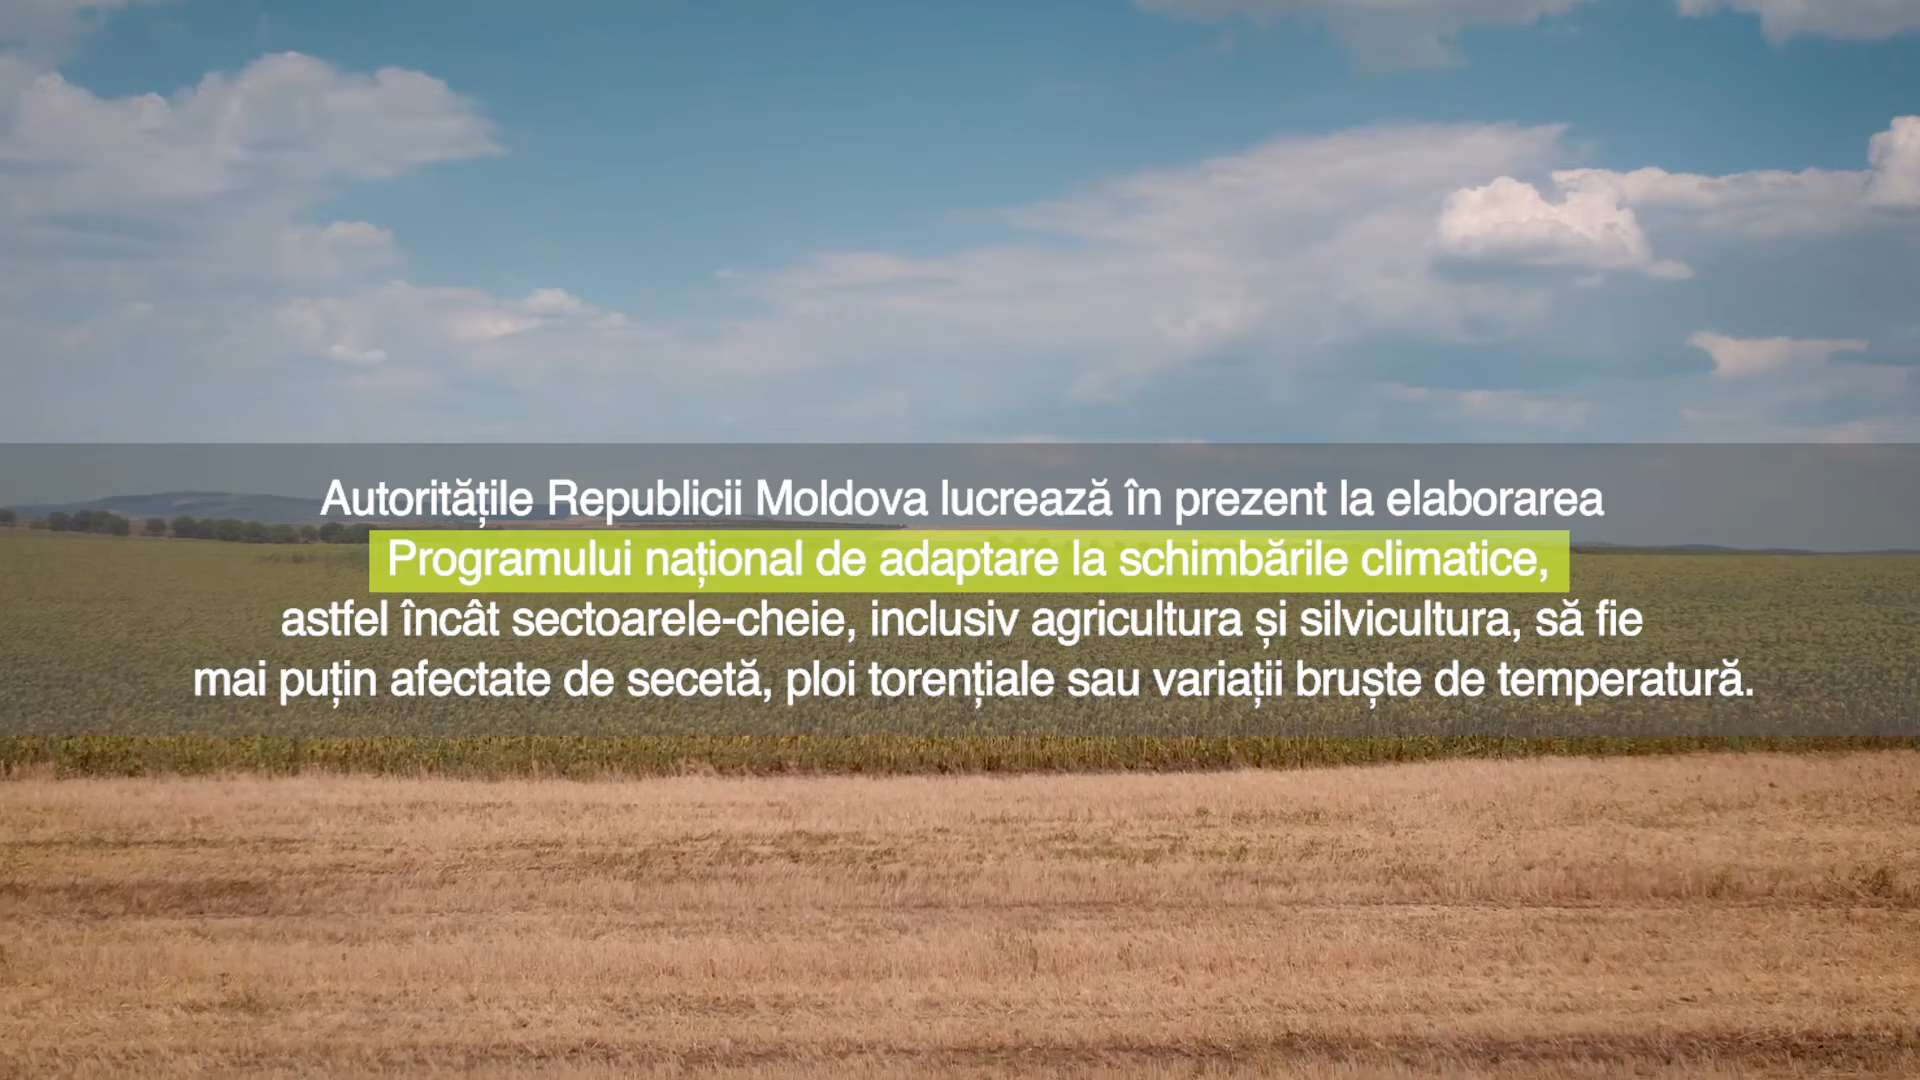 Autoritățile Republicii Moldova lucrează în prezent la elaborarea
Programului național de adaptare la schimbările climatice,
astfel încât sectoarele-cheie, inclusiv agricultura și silvicultura, să fie
mai puțin afectate de secetă, ploi torențiale sau variații bruște de temperatură.